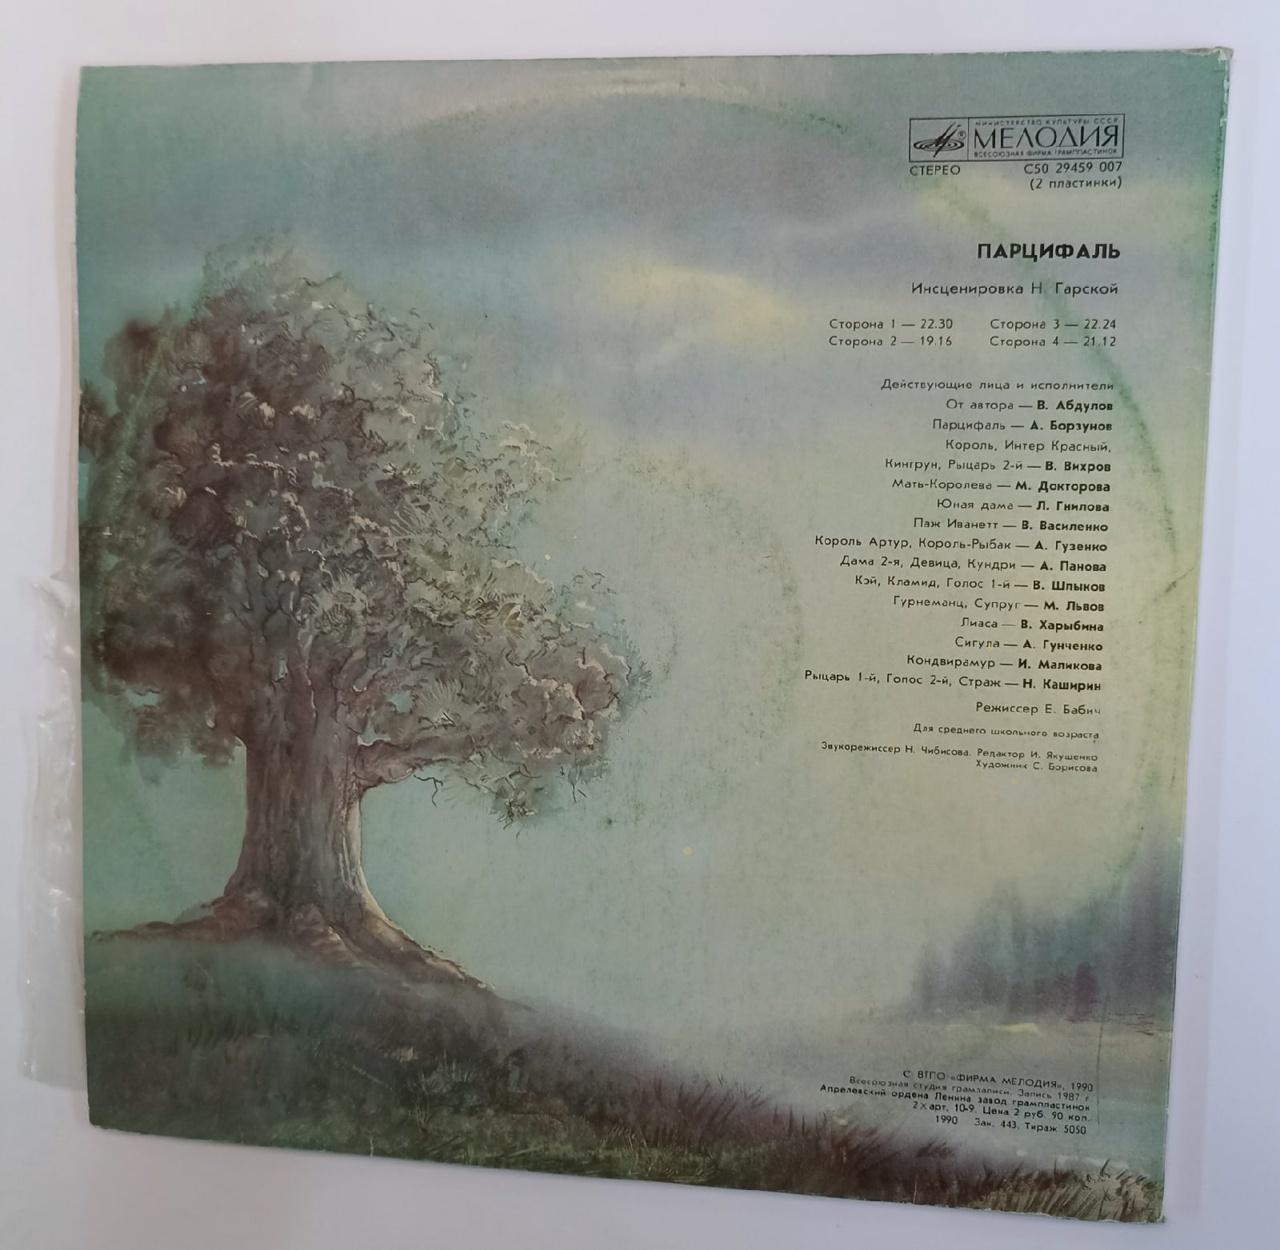 МИНИСТЕРСТВО КУЛЬТУРЫ СССР
МЕЛОДИЯ
ВСЕСОЮЗНАЯ ФИРМА ГРАМПЛАСТИНОК
СТЕРЕО С50 29459 007
(2 пластинки)
ПАРЦИФАЛЬ
Инсценировка Н. Гарской
Сторона 1 — 22.30 Сторона 3 — 22.24
Сторона 2 — 19.16 Сторона 4 — 21.12
Действующие лица и исполнители
От автора — В. Абдулов
Парцифаль — А. Борзунов
Король, Интер Красный,
Кингрун, Рыцарь 2-й — В. Вихров
Мать-Королева — М. Докторова
Юная дама — Л. Гнилова
Паж Иванетт — В. Василенко
Король Артур, Король-Рыбак — А. Гузенко
Дама 2-я, Девица, Кундри — А. Панова
Кэй, Кламид, Голос 1-й — В. Шпыков
Гурнеманц, Супруг — М. Львов
Лиаса — В. Харыбина
Сигула — А. Гунченко
Кондвирамур — И. Маликова
Рыцарь 1-й, Голос 2-й, Страж — Н. Каширин
Режиссер Е. Бабич
Для среднего школьного возраста
Звукорежиссер Н. Чибисова. Редактор И. Якушенко
Художник С. Борисова
С ВТПО «ФИРМА МЕЛОДИЯ», 1990
Всесоюзная студия грамзаписи. Запись 1987 г.
Апрелевский ордена Ленина завод грампластинок
2 х арт. 10-9. Цена 2 руб. 90 коп.
1990 Зак. 443. Тираж 5050